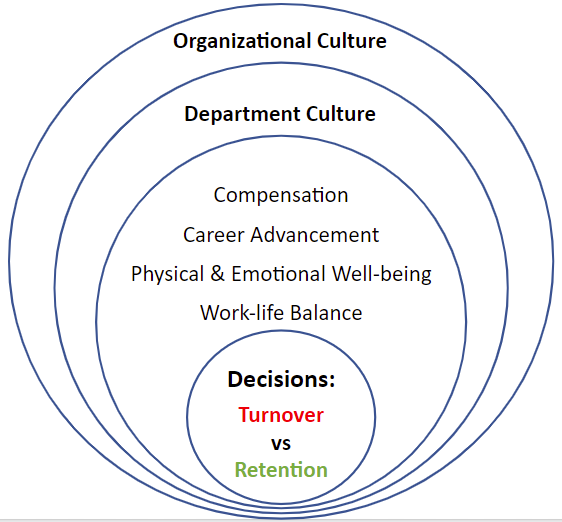 Organizational Culture
Department Culture
Compensation
Career Advancement
Physical & Emotional Well-being
Work-life Balance
Decisions:
Turnover
vs
Retention